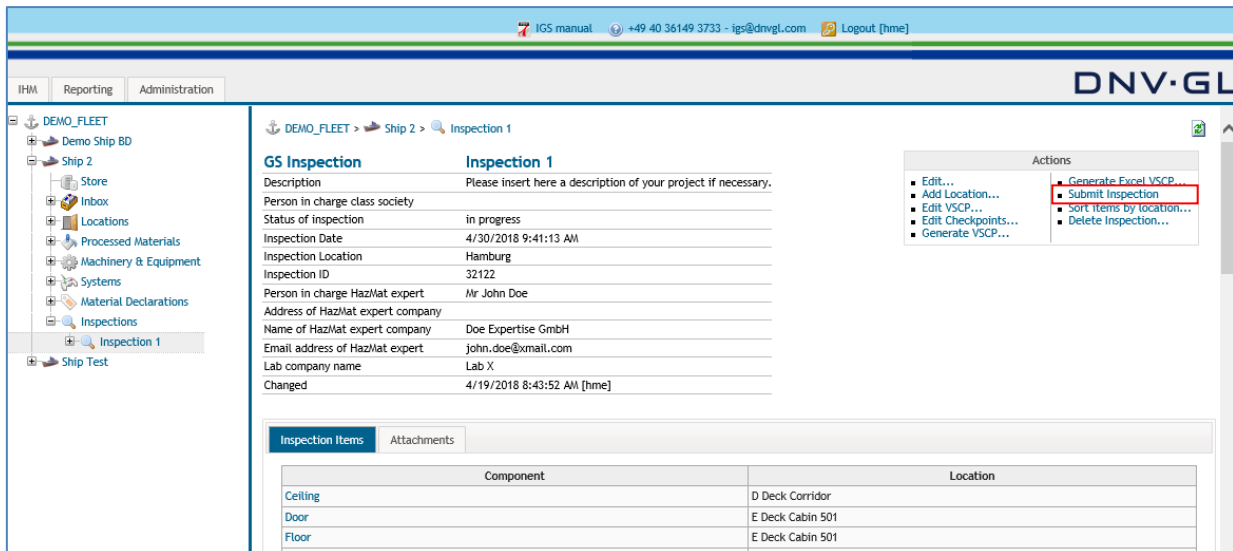 IGS manual +49 40 36149 3733 - igs@dnvgl.com Logout [hme]
IHM Reporting Administration
DNV·GL
DEMO_FLEET
Demo Ship BD
Ship 2
Store
Inbox
Locations
Processed Materials
Machinery & Equipment
Systems
Material Declarations
Inspections
Inspection 1
Ship Test
DEMO_FLEET > Ship 2 > Inspection 1
GS Inspection Inspection 1
Description Please insert here a description of your project if necessary.
Person in charge class society
Status of inspection in progress
Inspection Date 4/30/2018 9:41:13 AM
Inspection Location Hamburg
Inspection ID 32122
Person in charge HazMat expert Mr John Doe
Address of HazMat expert company
Name of HazMat expert company Doe Expertise GmbH
Email address of HazMat expert john.doe@xmail.com
Lab company name Lab X
Changed 4/19/2018 8:43:52 AM [hme]
Actions
Edit...
Add Location...
Edit VSCP...
Edit Checkpoints...
Generate VSCP...
Generate Excel VSCP...
Submit Inspection
Sort items by location...
Delete Inspection...
Inspection Items Attachments
Component Location
Ceiling D Deck Corridor
Door E Deck Cabin 501
Floor E Deck Cabin 501